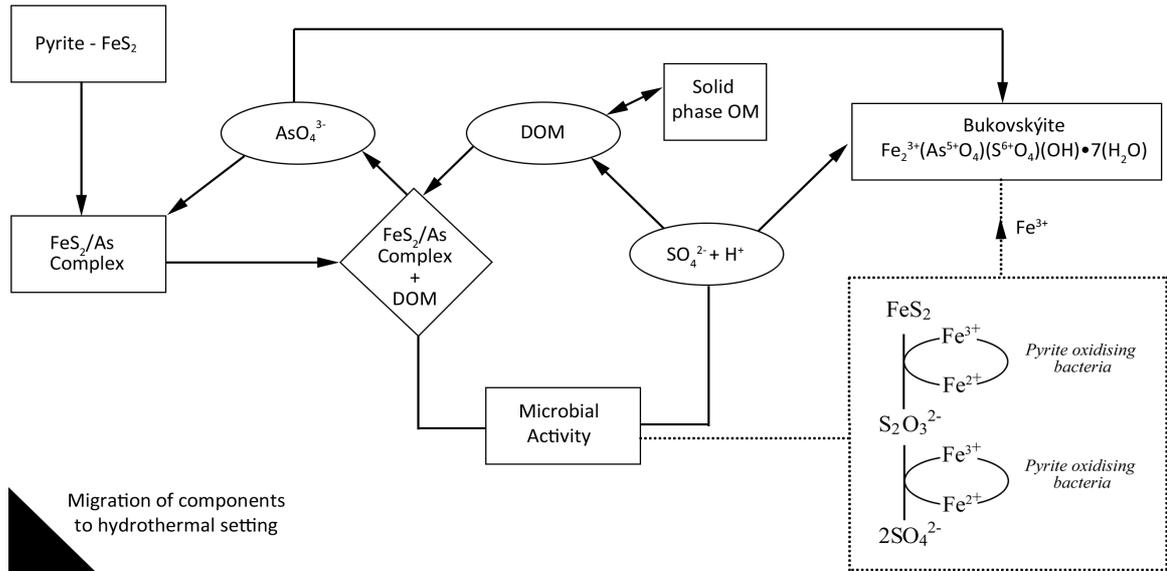 Pyrite - FeS₂
AsO₄³⁻
DOM
Solid
phase OM
Bukovskýite
Fe₂³⁺(As⁵⁺O₄)(S⁶⁺O₄)(OH)•7(H₂O)
FeS₂/As
Complex
FeS₂/As
Complex
+
DOM
SO₄²⁻ + H⁺
Fe³⁺
Microbial
Activity
FeS₂
Fe³⁺
Pyrite oxidising
bacteria
Fe²⁺
S₂O₃²⁻
Fe³⁺
Pyrite oxidising
bacteria
Fe²⁺
2SO₄²⁻
Migration of components
to hydrothermal setting